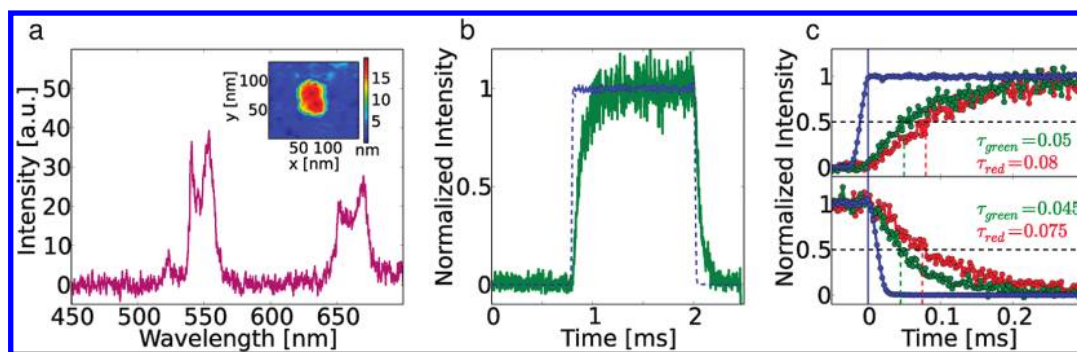 a
Intensity [a.u.]
50
40
30
20
10
0
450 500 550 600 650
Wavelength [nm]
y [nm]
100
50
50 100
x [nm]
15
10
5
nm
b
Normalized Intensity
1
0.5
0
0 1 2
Time [ms]
c
Normalized Intensity
1
0.5
0
τgreen=0.05
τred=0.08
1
0.5
0
τgreen=0.045
τred=0.075
0 0.1 0.2
Time [ms]